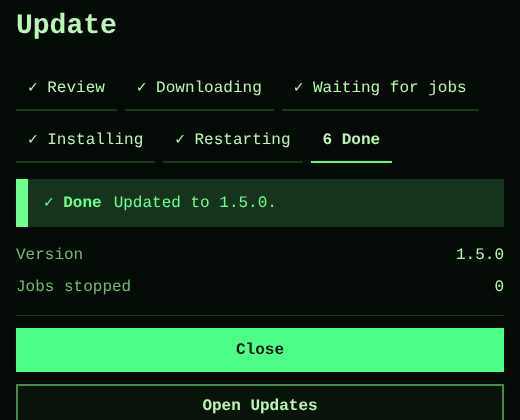 Update
✓ Review ✓ Downloading ✓ Waiting for jobs
✓ Installing ✓ Restarting 6 Done
✓ Done Updated to 1.5.0.
Version 1.5.0
Jobs stopped 0
Close
Open Updates